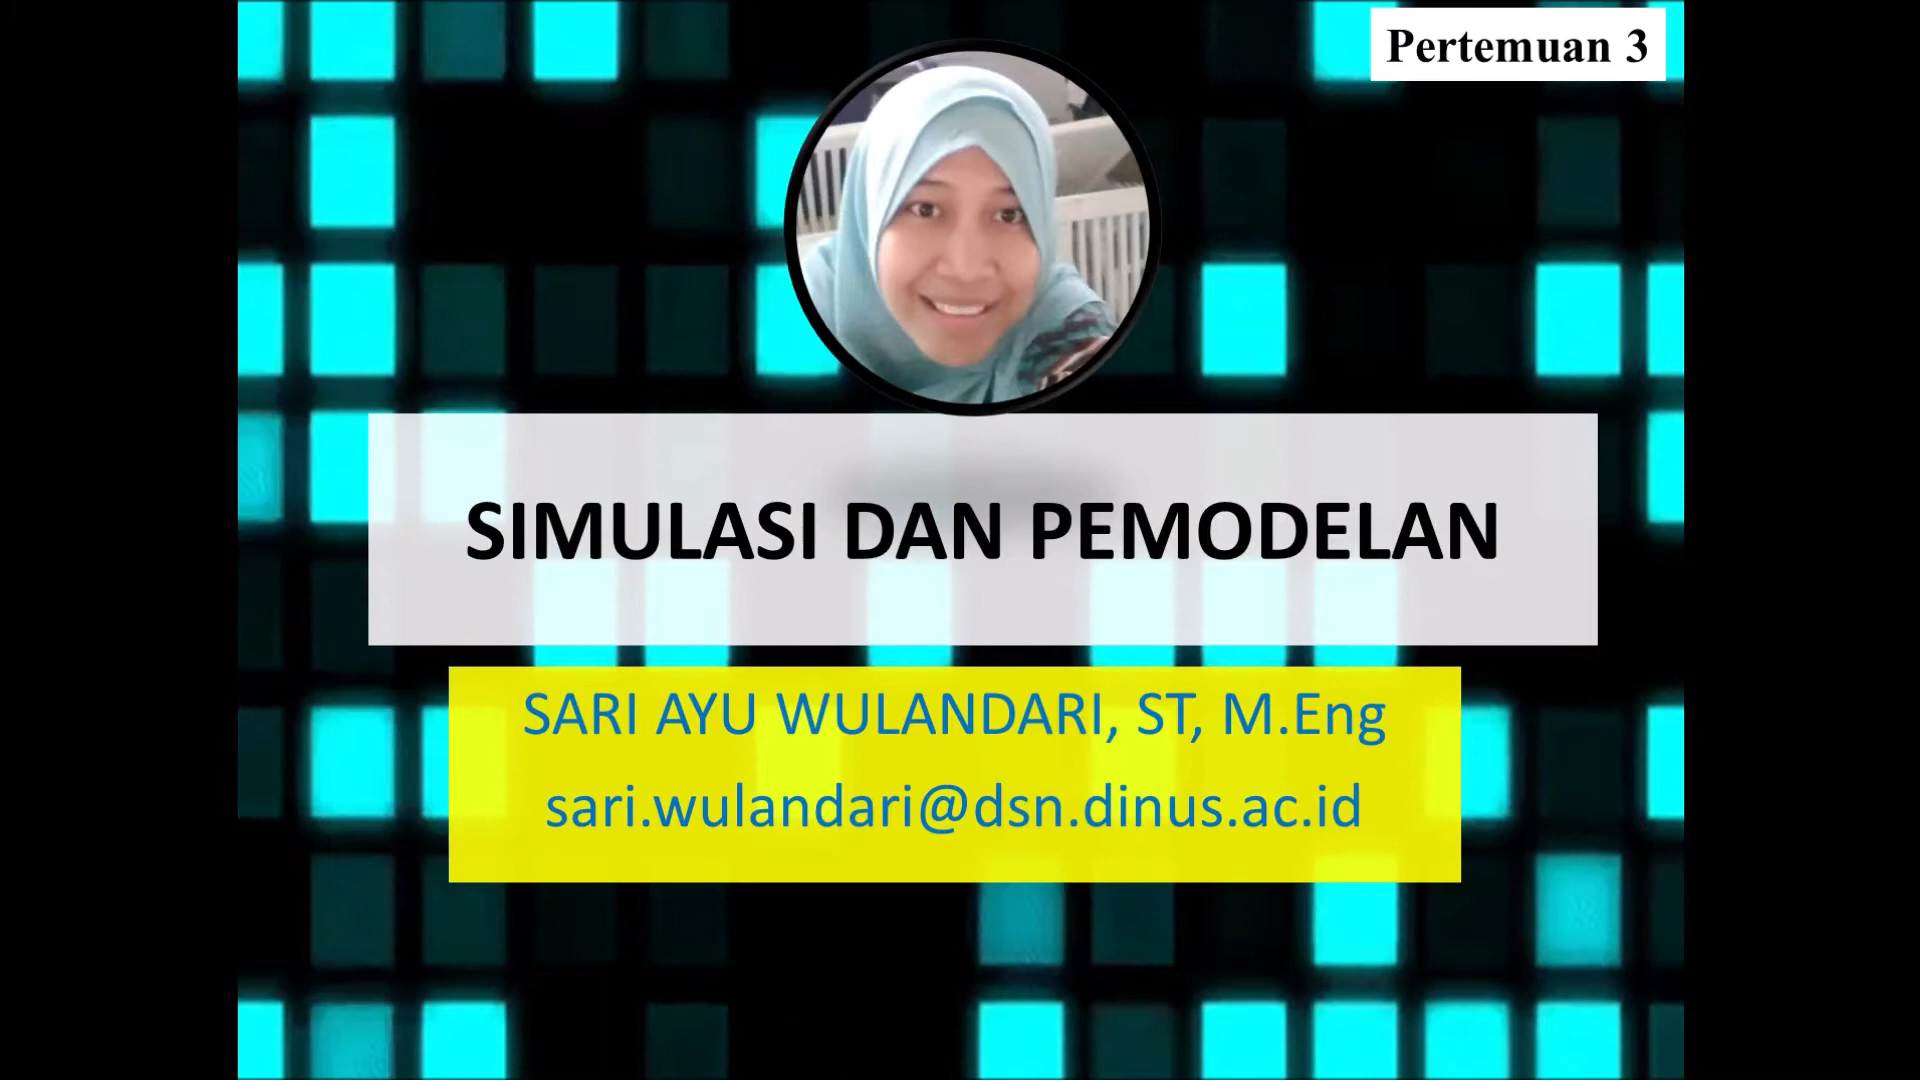 Pertemuan 3
SIMULASI DAN PEMODELAN
SARI AYU WULANDARI, ST, M.Eng
sari.wulandari@dsn.dinus.ac.id